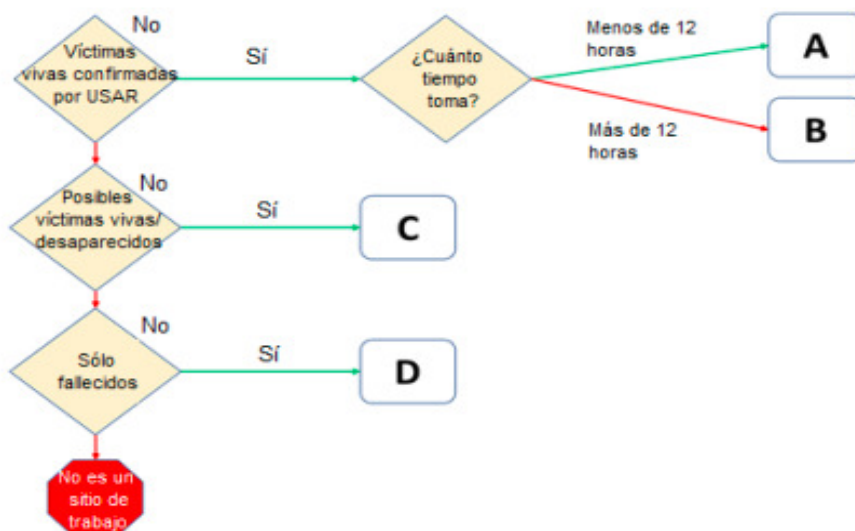 No
Víctimas
vivas confirmadas
por USAR
Sí
¿Cuánto
tiempo
toma?
Menos de 12
horas
A
Más de 12
horas
B
No
Posibles
víctimas vivas/
desaparecidos
Sí
C
No
Sólo
fallecidos
Sí
D
No es un
sitio de
trabajo